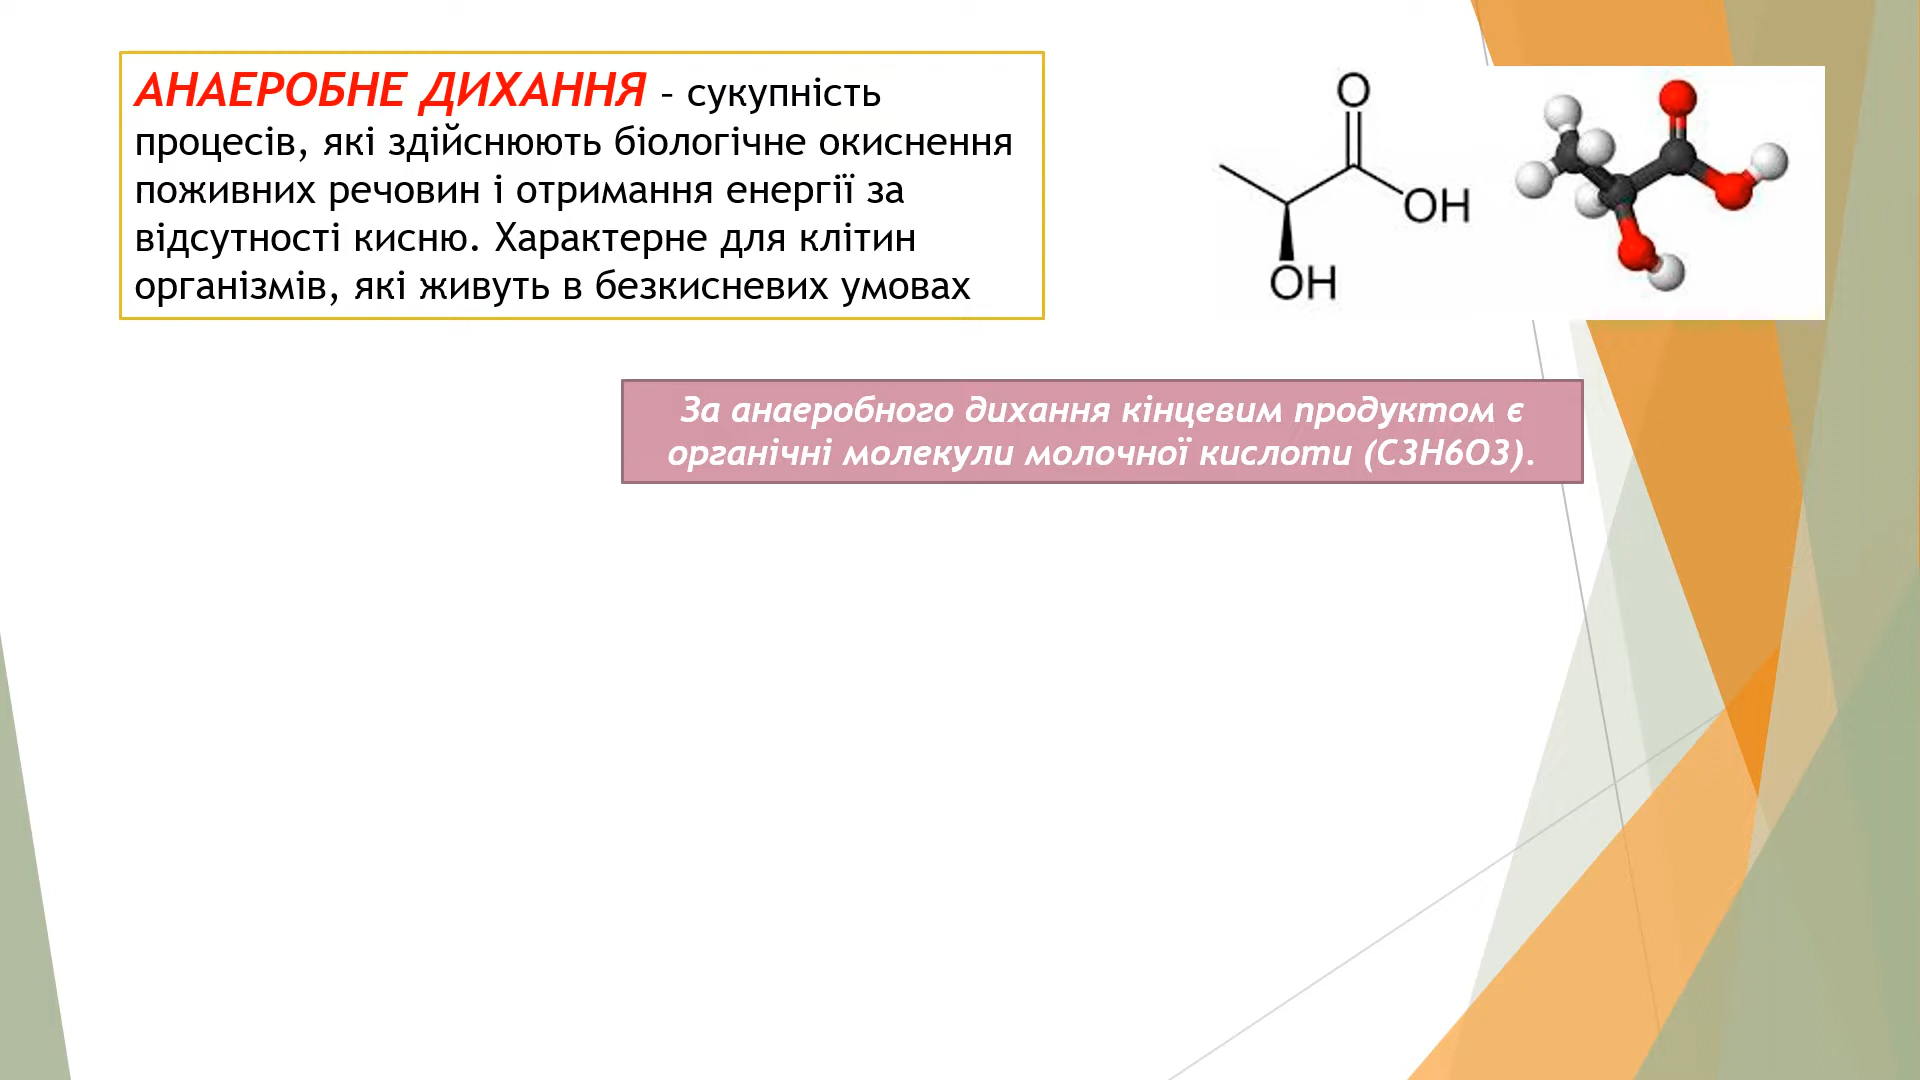 АНАЕРОБНЕ ДИХАННЯ – сукупність
процесів, які здійснюють біологічне окиснення
поживних речовин і отримання енергії за
відсутності кисню. Характерне для клітин
організмів, які живуть в безкисневих умовах
O
OH
OH
За анаеробного дихання кінцевим продуктом є
органічні молекули молочної кислоти (С3Н6О3).